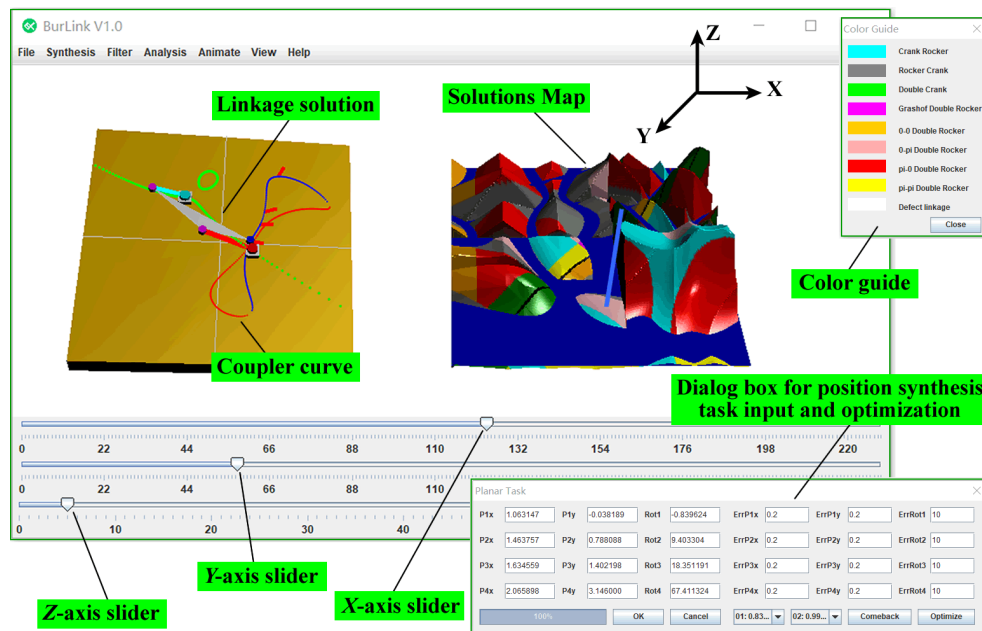 BurLink V1.0
File Synthesis Filter Analysis Animate View Help
Z
X
Y
Linkage solution
Solutions Map
Coupler curve
Color Guide
Crank Rocker
Rocker Crank
Double Crank
Grashof Double Rocker
0-0 Double Rocker
0-pi Double Rocker
pi-0 Double Rocker
pi-pi Double Rocker
Defect linkage
Close
Color guide
Dialog box for position synthesis
task input and optimization
0 22 44 66 88 110 132 154 176 198 220
0 22 44 66 88 110
0 10 20 30 40
Planar Task
P1x 1.063147 P1y -0.038189 Rot1 -0.839624 ErrP1x 0.2 ErrP1y 0.2 ErrRot1 10
P2x 1.463757 P2y 0.788088 Rot2 9.403304 ErrP2x 0.2 ErrP2y 0.2 ErrRot2 10
P3x 1.634559 P3y 1.402198 Rot3 18.351191 ErrP3x 0.2 ErrP3y 0.2 ErrRot3 10
P4x 2.065898 P4y 3.146000 Rot4 67.411324 ErrP4x 0.2 ErrP4y 0.2 ErrRot4 10
100% OK Cancel 01: 0.83... 02: 0.99... Comeback Optimize
Z-axis slider
Y-axis slider
X-axis slider